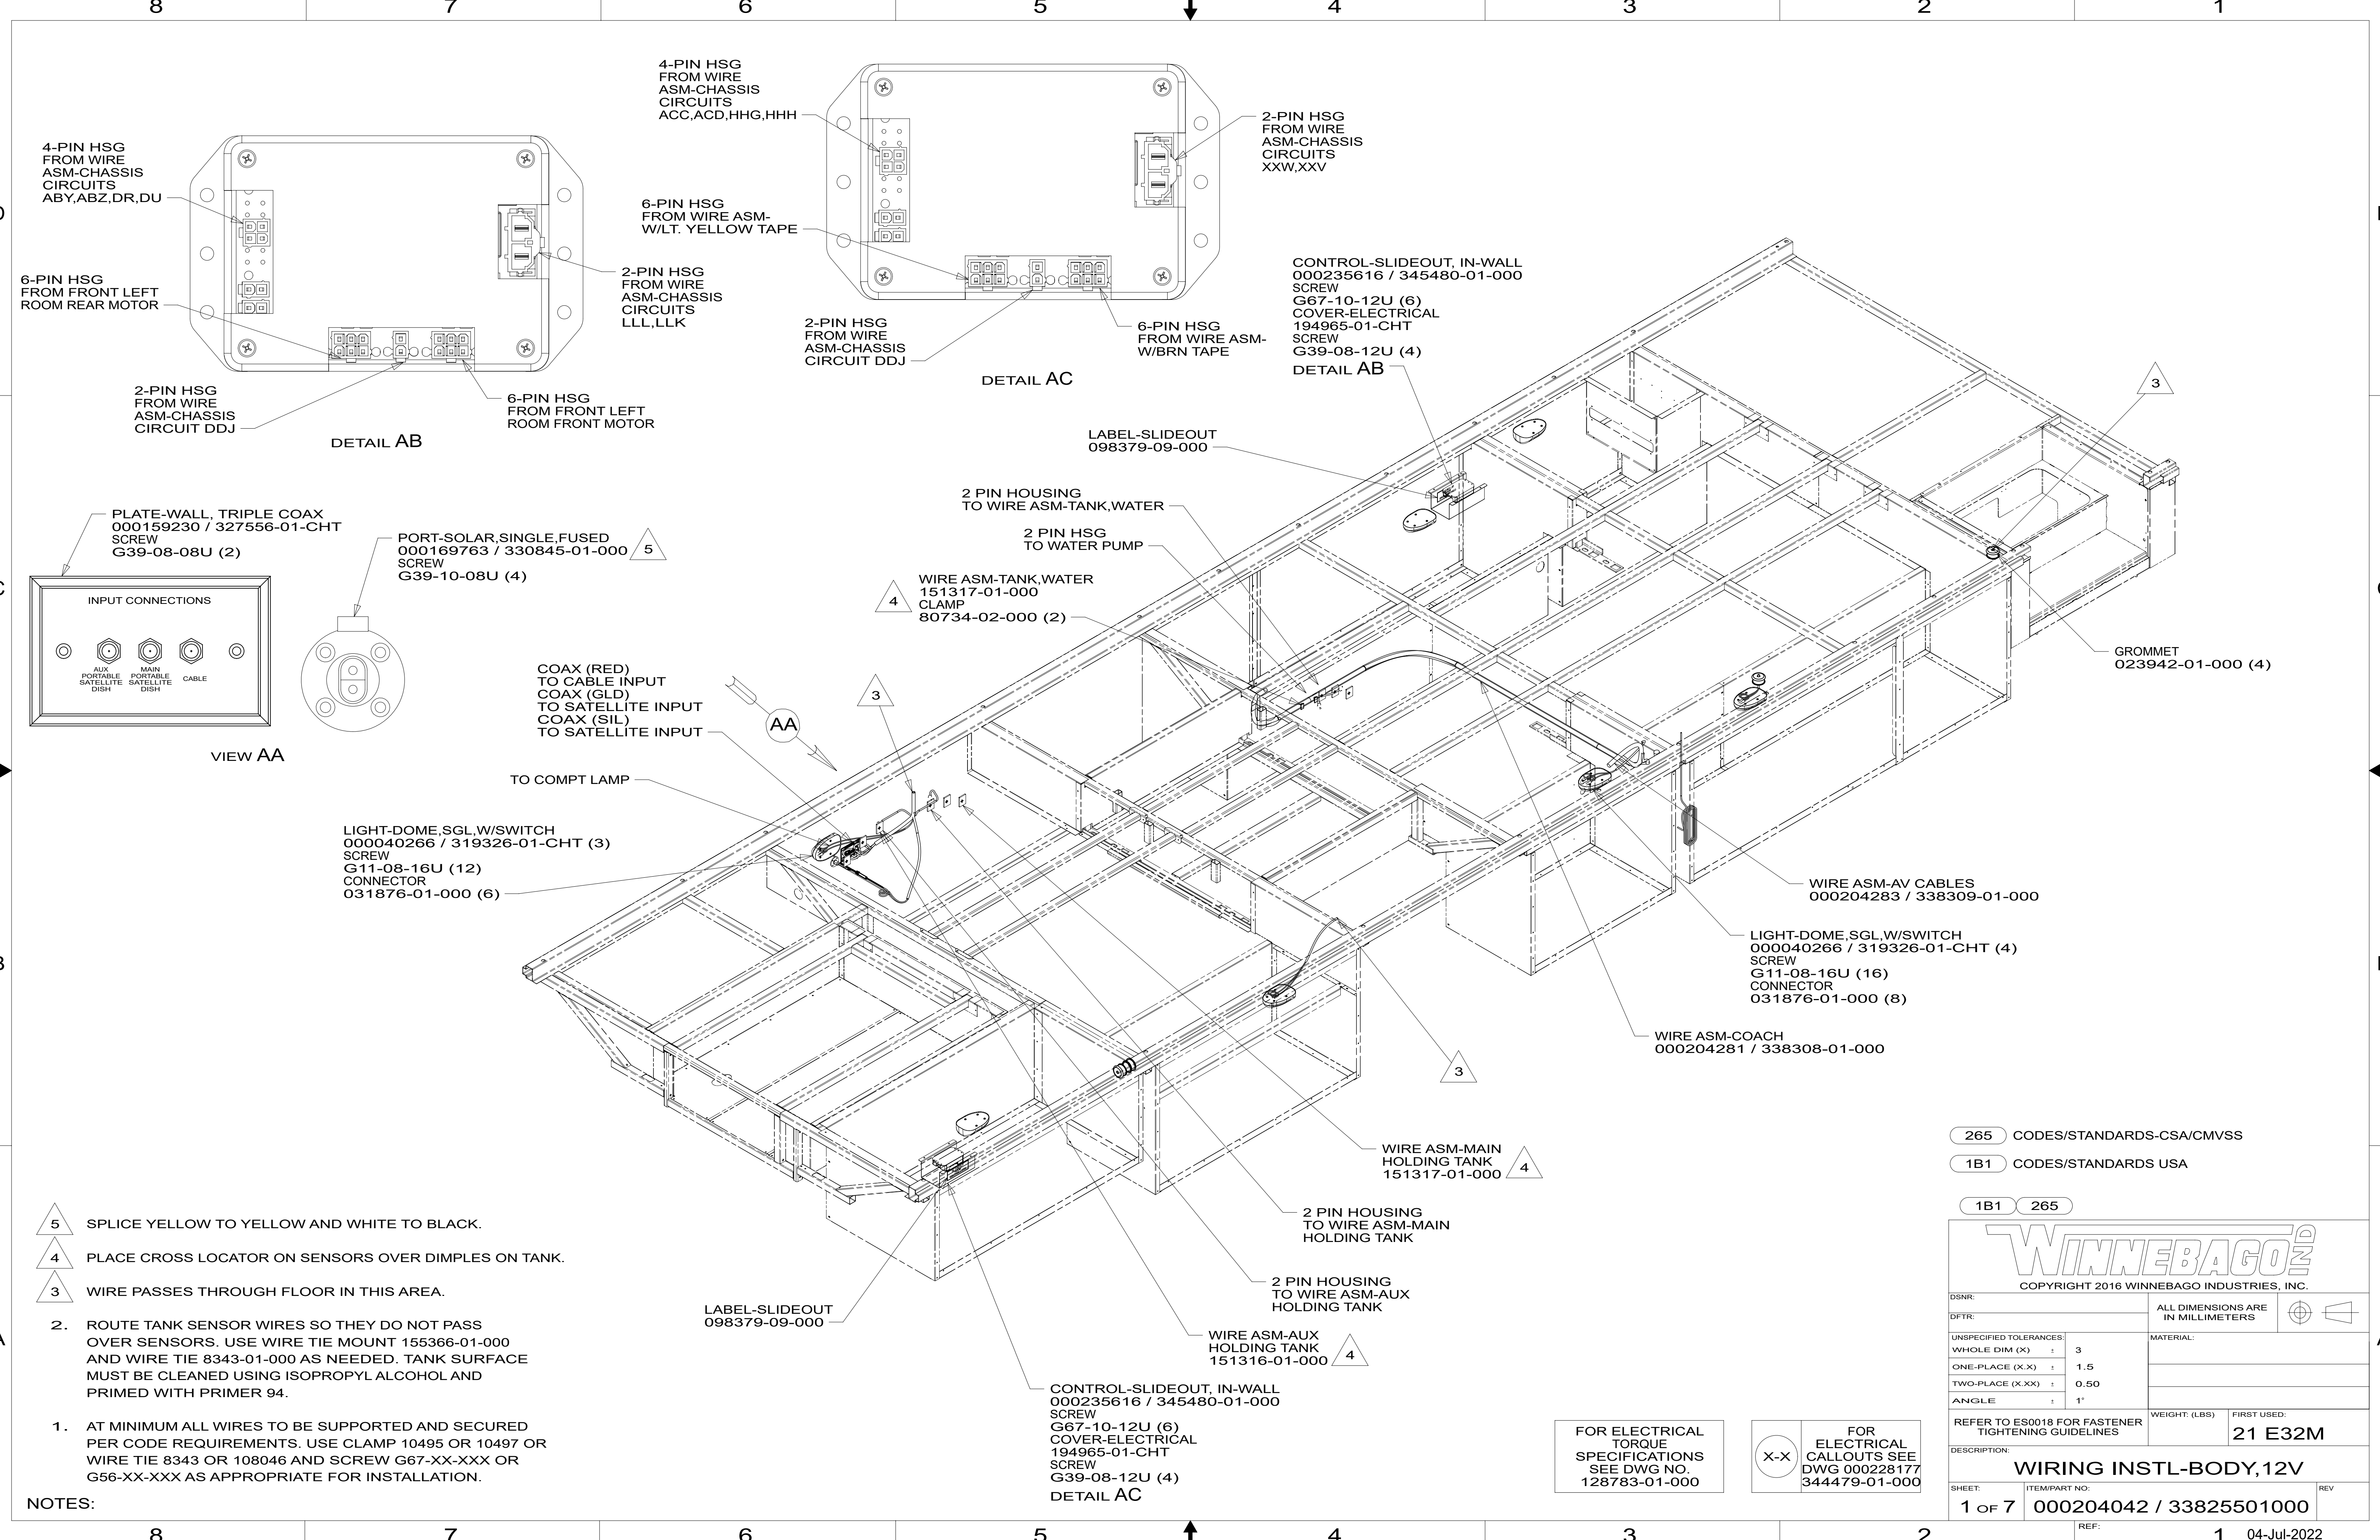 8 7 6 5 4 3 2 1
4-PIN HSG
FROM WIRE
ASM-CHASSIS
CIRCUITS
ABY,ABZ,DR,DU
6-PIN HSG
FROM FRONT LEFT
ROOM REAR MOTOR
2-PIN HSG
FROM WIRE
ASM-CHASSIS
CIRCUIT DDJ
2-PIN HSG
FROM WIRE
ASM-CHASSIS
CIRCUITS
LLL,LLK
6-PIN HSG
FROM FRONT LEFT
ROOM FRONT MOTOR
DETAIL AB
4-PIN HSG
FROM WIRE
ASM-CHASSIS
CIRCUITS
ACC,ACD,HHG,HHH
6-PIN HSG
FROM WIRE ASM-
W/LT. YELLOW TAPE
2-PIN HSG
FROM WIRE
ASM-CHASSIS
CIRCUIT DDJ
2-PIN HSG
FROM WIRE
ASM-CHASSIS
CIRCUITS
XXW,XXV
6-PIN HSG
FROM WIRE ASM-
W/BRN TAPE
DETAIL AC
CONTROL-SLIDEOUT, IN-WALL
000235616 / 345480-01-000
SCREW
G67-10-12U (6)
COVER-ELECTRICAL
194965-01-CHT
SCREW
G39-08-12U (4)
DETAIL AB
3
LABEL-SLIDEOUT
098379-09-000
2 PIN HOUSING
TO WIRE ASM-TANK,WATER
2 PIN HSG
TO WATER PUMP
4
WIRE ASM-TANK,WATER
151317-01-000
CLAMP
80734-02-000 (2)
PLATE-WALL, TRIPLE COAX
000159230 / 327556-01-CHT
SCREW
G39-08-08U (2)
PORT-SOLAR,SINGLE,FUSED
000169763 / 330845-01-000
5
SCREW
G39-10-08U (4)
INPUT CONNECTIONS
AUX
PORTABLE
SATELLITE
DISH
MAIN
PORTABLE
SATELLITE
DISH
CABLE
VIEW AA
COAX (RED)
TO CABLE INPUT
COAX (GLD)
TO SATELLITE INPUT
COAX (SIL)
TO SATELLITE INPUT
AA
3
TO COMPT LAMP
LIGHT-DOME,SGL,W/SWITCH
000040266 / 319326-01-CHT (3)
SCREW
G11-08-16U (12)
CONNECTOR
031876-01-000 (6)
GROMMET
023942-01-000 (4)
WIRE ASM-AV CABLES
000204283 / 338309-01-000
LIGHT-DOME,SGL,W/SWITCH
000040266 / 319326-01-CHT (4)
SCREW
G11-08-16U (16)
CONNECTOR
031876-01-000 (8)
WIRE ASM-COACH
000204281 / 338308-01-000
3
WIRE ASM-MAIN
HOLDING TANK
151317-01-000
4
2 PIN HOUSING
TO WIRE ASM-MAIN
HOLDING TANK
2 PIN HOUSING
TO WIRE ASM-AUX
HOLDING TANK
WIRE ASM-AUX
HOLDING TANK
151316-01-000
4
LABEL-SLIDEOUT
098379-09-000
CONTROL-SLIDEOUT, IN-WALL
000235616 / 345480-01-000
SCREW
G67-10-12U (6)
COVER-ELECTRICAL
194965-01-CHT
SCREW
G39-08-12U (4)
DETAIL AC
5 SPLICE YELLOW TO YELLOW AND WHITE TO BLACK.
4 PLACE CROSS LOCATOR ON SENSORS OVER DIMPLES ON TANK.
3 WIRE PASSES THROUGH FLOOR IN THIS AREA.
2. ROUTE TANK SENSOR WIRES SO THEY DO NOT PASS
OVER SENSORS. USE WIRE TIE MOUNT 155366-01-000
AND WIRE TIE 8343-01-000 AS NEEDED. TANK SURFACE
MUST BE CLEANED USING ISOPROPYL ALCOHOL AND
PRIMED WITH PRIMER 94.
1. AT MINIMUM ALL WIRES TO BE SUPPORTED AND SECURED
PER CODE REQUIREMENTS. USE CLAMP 10495 OR 10497 OR
WIRE TIE 8343 OR 108046 AND SCREW G67-XX-XXX OR
G56-XX-XXX AS APPROPRIATE FOR INSTALLATION.
NOTES:
265 CODES/STANDARDS-CSA/CMVSS
1B1 CODES/STANDARDS USA
1B1 265
WINNEBAGO IND
COPYRIGHT 2016 WINNEBAGO INDUSTRIES, INC.
DSNR:
DFTR:
ALL DIMENSIONS ARE
IN MILLIMETERS
UNSPECIFIED TOLERANCES:
WHOLE DIM (X) ± 3
ONE-PLACE (X.X) ± 1.5
TWO-PLACE (X.XX) ± 0.50
ANGLE ± 1°
MATERIAL:
REFER TO ES0018 FOR FASTENER
TIGHTENING GUIDELINES
WEIGHT: (LBS)
FIRST USED:
21 E32M
DESCRIPTION:
WIRING INSTL-BODY,12V
SHEET:
1 OF 7
ITEM/PART NO:
000204042 / 33825501000
REV
REF:
FOR ELECTRICAL
TORQUE
SPECIFICATIONS
SEE DWG NO.
128783-01-000
X-X
FOR
ELECTRICAL
CALLOUTS SEE
DWG 000228177
344479-01-000
8 7 6 5 4 3 2 1
04-Jul-2022